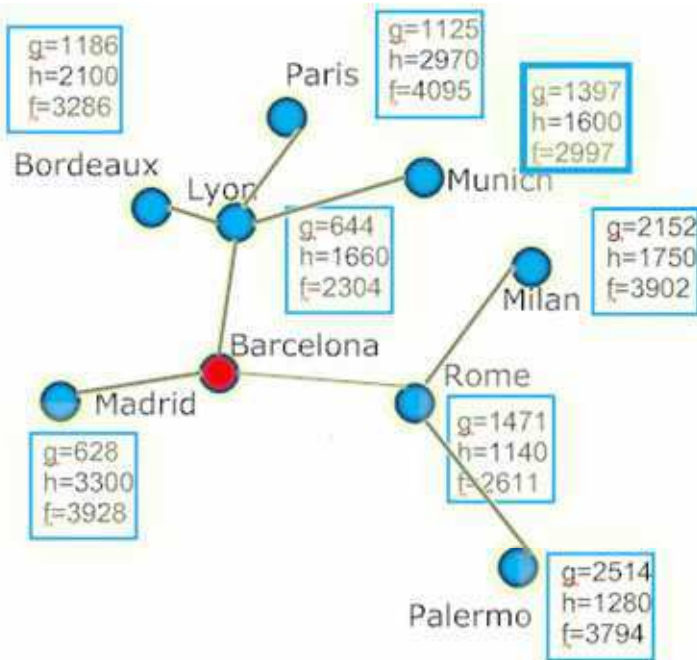 g=1186
h=2100
f=3286
Paris
g=1125
h=2970
f=4095
g=1397
h=1600
f=2997
Bordeaux
Lyon
Munich
g=644
h=1660
f=2304
g=2152
h=1750
f=3902
Milan
Barcelona
Madrid
Rome
g=628
h=3300
f=3928
g=1471
h=1140
f=2611
Palermo
g=2514
h=1280
f=3794